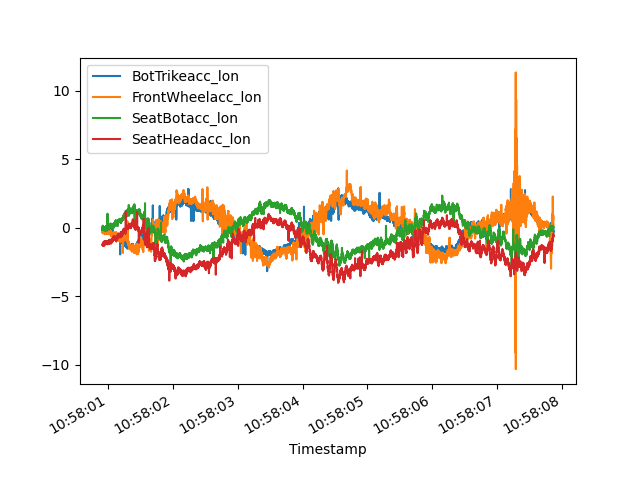 BotTrikeacc_lon
FrontWheelacc_lon
SeatBotacc_lon
SeatHeadacc_lon
10
5
0
−5
−10
10:58:01
10:58:02
10:58:03
10:58:04
10:58:05
10:58:06
10:58:07
10:58:08
Timestamp